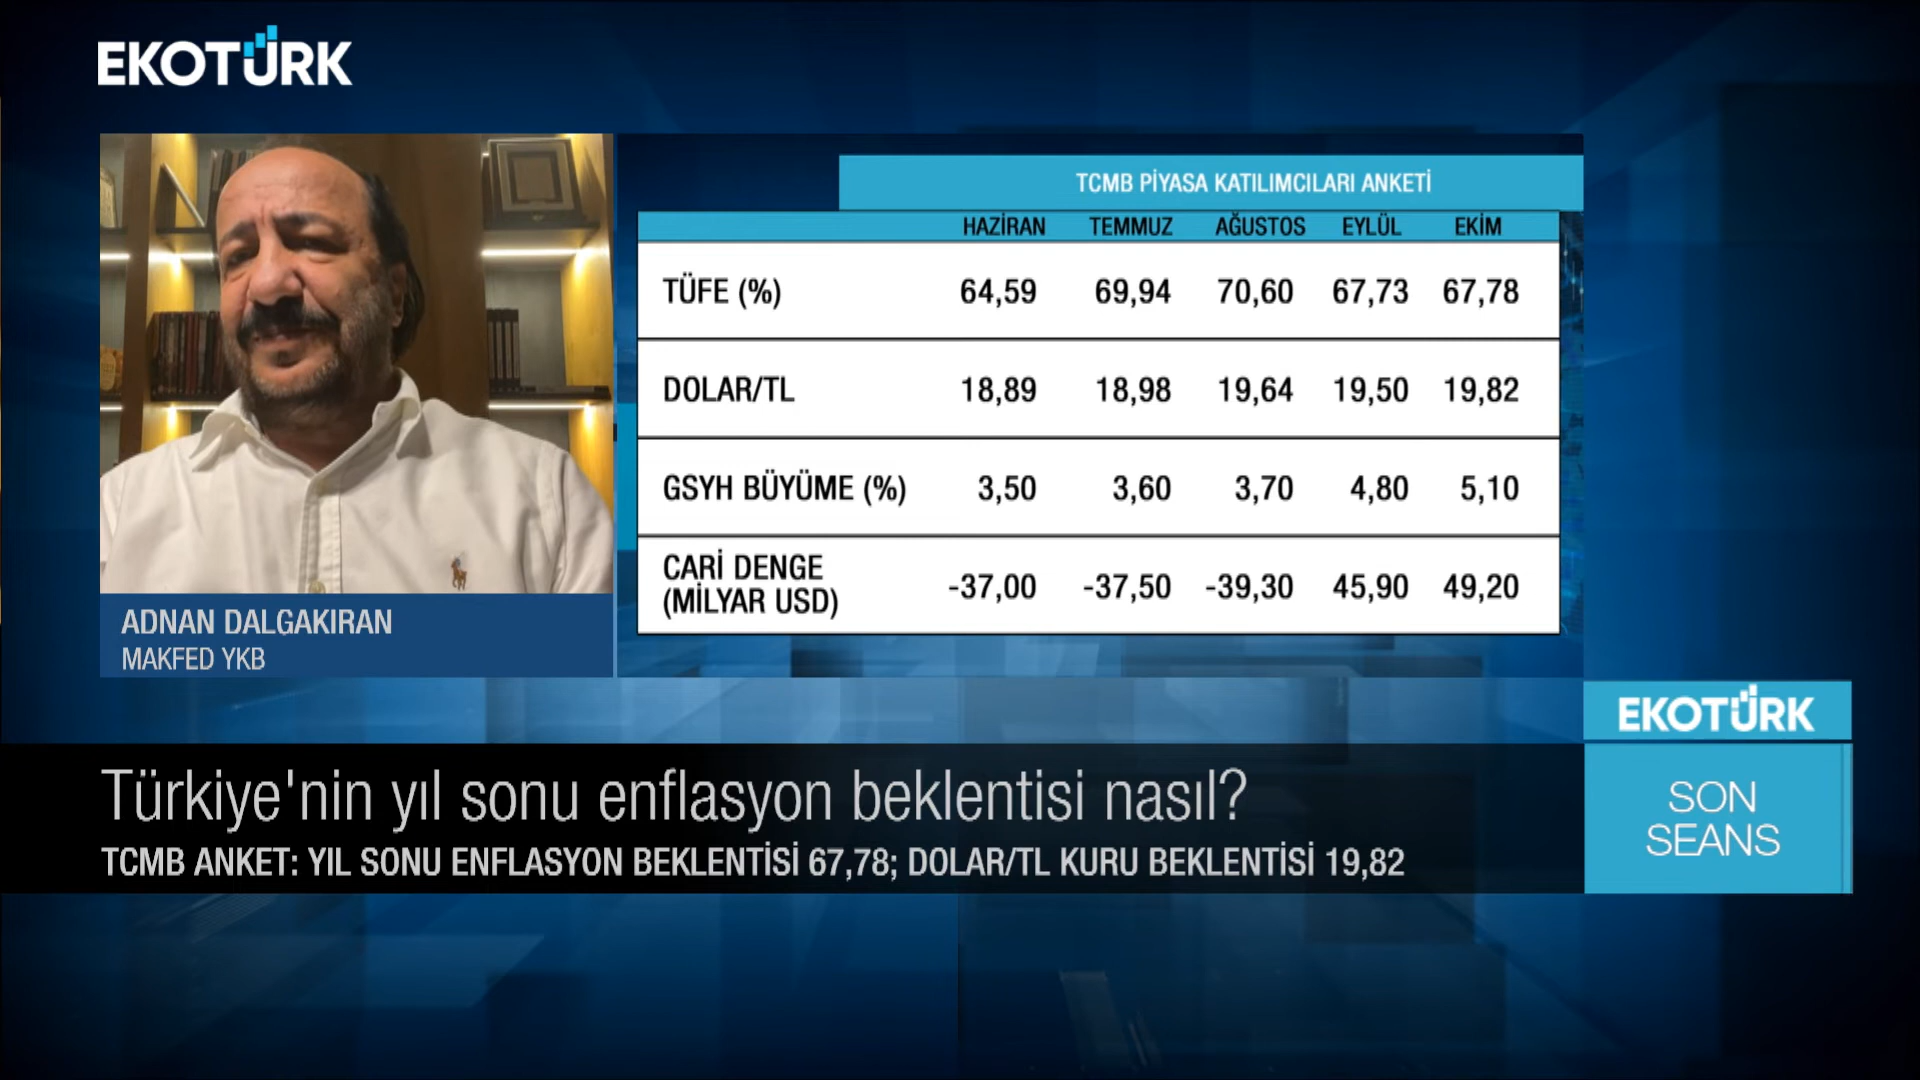 EKOTÜRK
TCMB PİYASA KATILIMCILARI ANKETİ
HAZİRAN TEMMUZ AĞUSTOS EYLÜL EKİM
TÜFE (%) 64,59 69,94 70,60 67,73 67,78
DOLAR/TL 18,89 18,98 19,64 19,50 19,82
GSYH BÜYÜME (%) 3,50 3,60 3,70 4,80 5,10
CARİ DENGE
(MİLYAR USD) -37,00 -37,50 -39,30 45,90 49,20
ADNAN DALGAKIRAN
MAKFED YKB
EKOTÜRK
Türkiye'nin yıl sonu enflasyon beklentisi nasıl?
TCMB ANKET: YIL SONU ENFLASYON BEKLENTİSİ 67,78; DOLAR/TL KURU BEKLENTİSİ 19,82
SON
SEANS